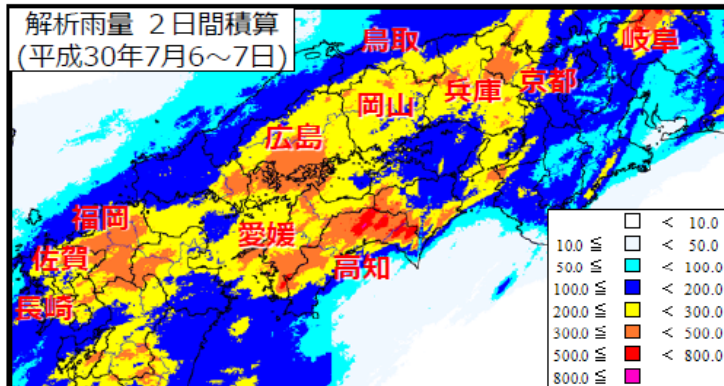 解析雨量 2日間積算
(平成30年7月6～7日)
鳥取
岐阜
岡山
兵庫
京都
広島
福岡
愛媛
佐賀
高知
長崎
< 10.0
10.0 ≦ < 50.0
50.0 ≦ < 100.0
100.0 ≦ < 200.0
200.0 ≦ < 300.0
300.0 ≦ < 500.0
500.0 ≦ < 800.0
800.0 ≦